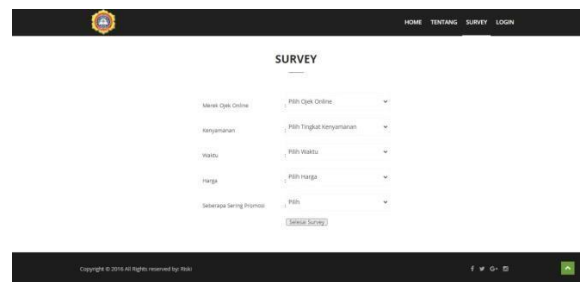 HOME TENTANG SURVEY LOGIN
SURVEY
Merek Ojek Online : Pilih Ojek Online
Kenyamanan : Pilih Tingkat Kenyamanan
Waktu : Pilih Waktu
Harga : Pilih Harga
Seberapa Sering Promosi : Pilih
Selesai Survey
Copyright © 2016 All Rights reserved by: Riski